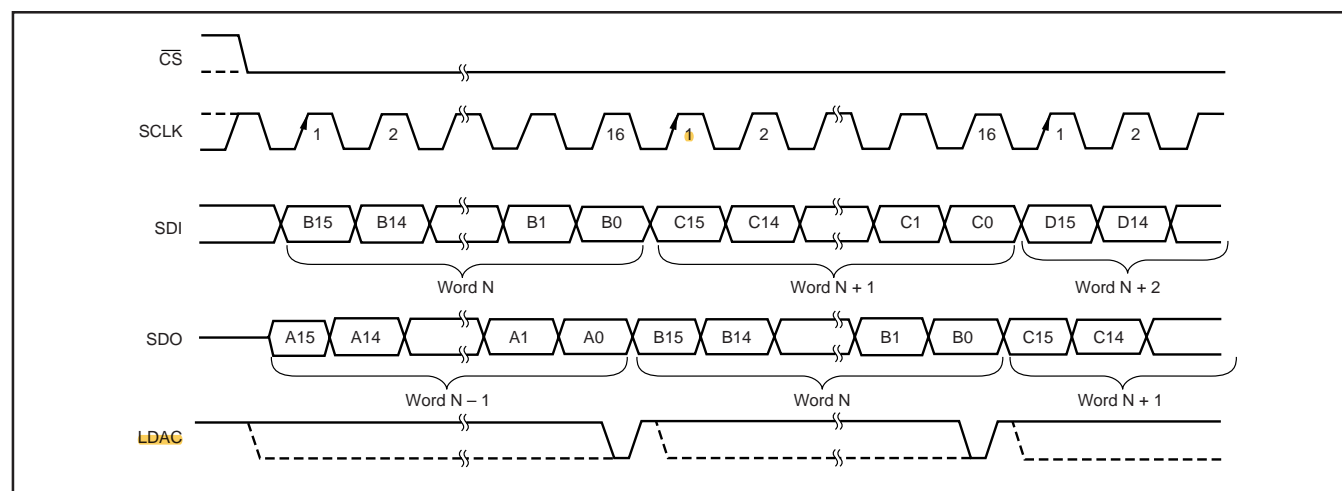 CS
SCLK 1 2 16 1 2 16 1 2
SDI B15 B14 B1 B0 C15 C14 C1 C0 D15 D14
Word N Word N + 1 Word N + 2
SDO A15 A14 A1 A0 B15 B14 B1 B0 C15 C14
Word N – 1 Word N Word N + 1
LDAC